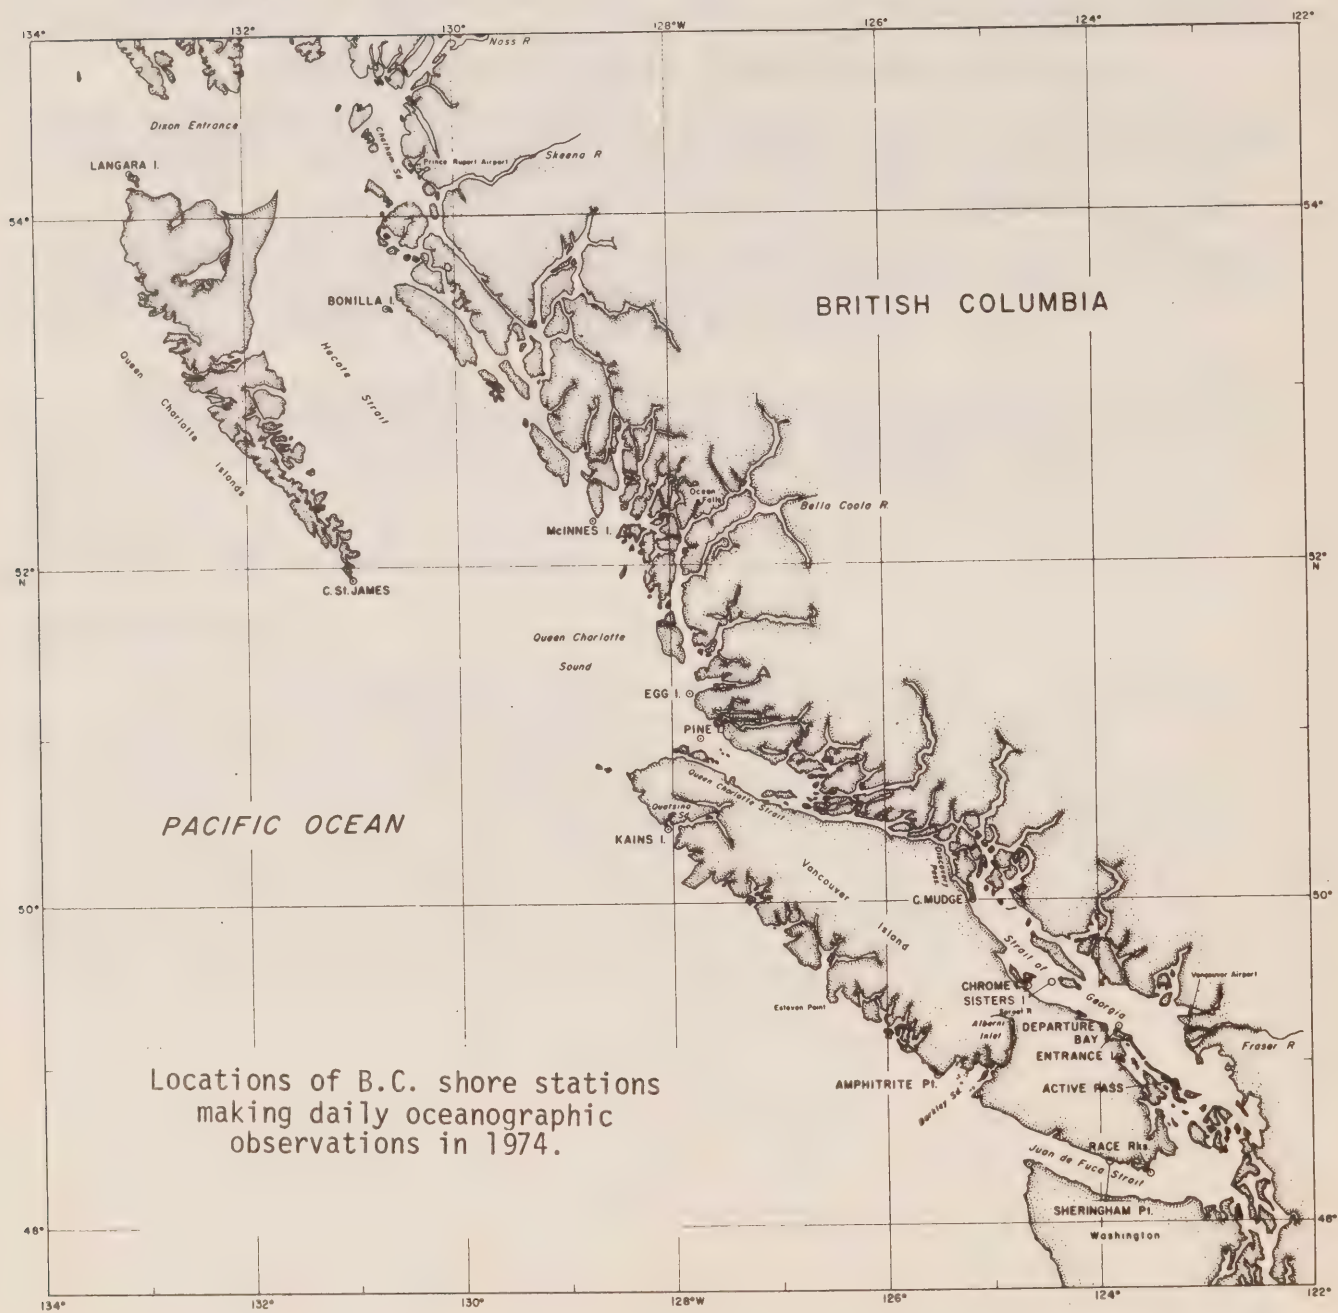 134°
132°
130°
128°W
126°
124°
122°
Nass R
Dixon Entrance
Chatham Sd
LANGARA I.
Prince Rupert Airport
Skeena R
54°
54°
BONILLA I.
BRITISH COLUMBIA
Hecate Strait
Queen Charlotte Islands
Ocean Falls
Bella Coola R.
McINNES I.
52° N
52° N
C. St. JAMES
Queen Charlotte Sound
EGG I.
PINE I.
Queen Charlotte Strait
PACIFIC OCEAN
Quatsino Sd.
KAINS I.
Vancouver Island
Discovery Pass.
C. MUDGE
50°
50°
Strait of Georgia
Vancouver Airport
CHROME I.
SISTERS I.
Estevan Point
Alberni Inlet
DEPARTURE BAY
Fraser R
ENTRANCE I.
AMPHITRITE Pt.
Barkley Sd
ACTIVE PASS
Locations of B.C. shore stations
making daily oceanographic
observations in 1974.
RACE Rks.
Juan de Fuca Strait
SHERINGHAM Pt.
Washington
48°
48°
134°
132°
130°
128°W
126°
124°
122°